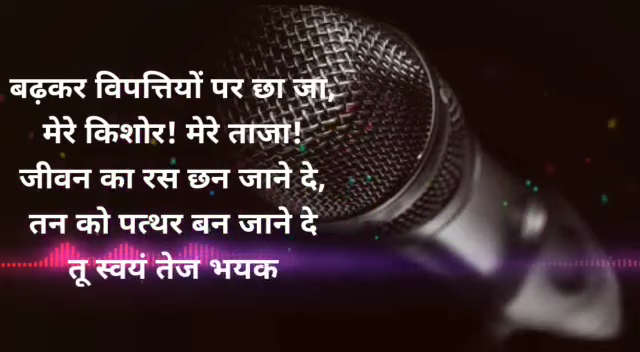 बढ़कर विपत्तियों पर छा जा,
मेरे किशोर! मेरे ताजा!
जीवन का रस छन जाने दे,
तन को पत्थर बन जाने दे
तू स्वयं तेज भयक